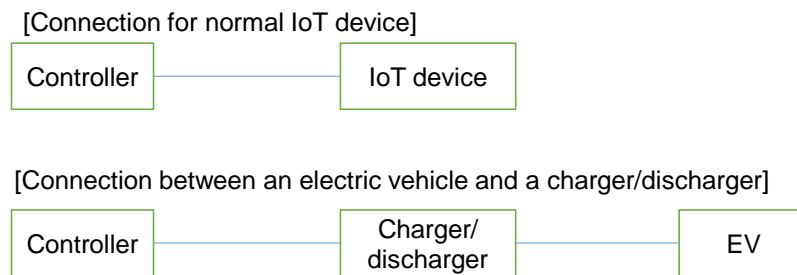 [Connection for normal IoT device]
Controller IoT device
[Connection between an electric vehicle and a charger/discharger]
Controller Charger/ discharger EV